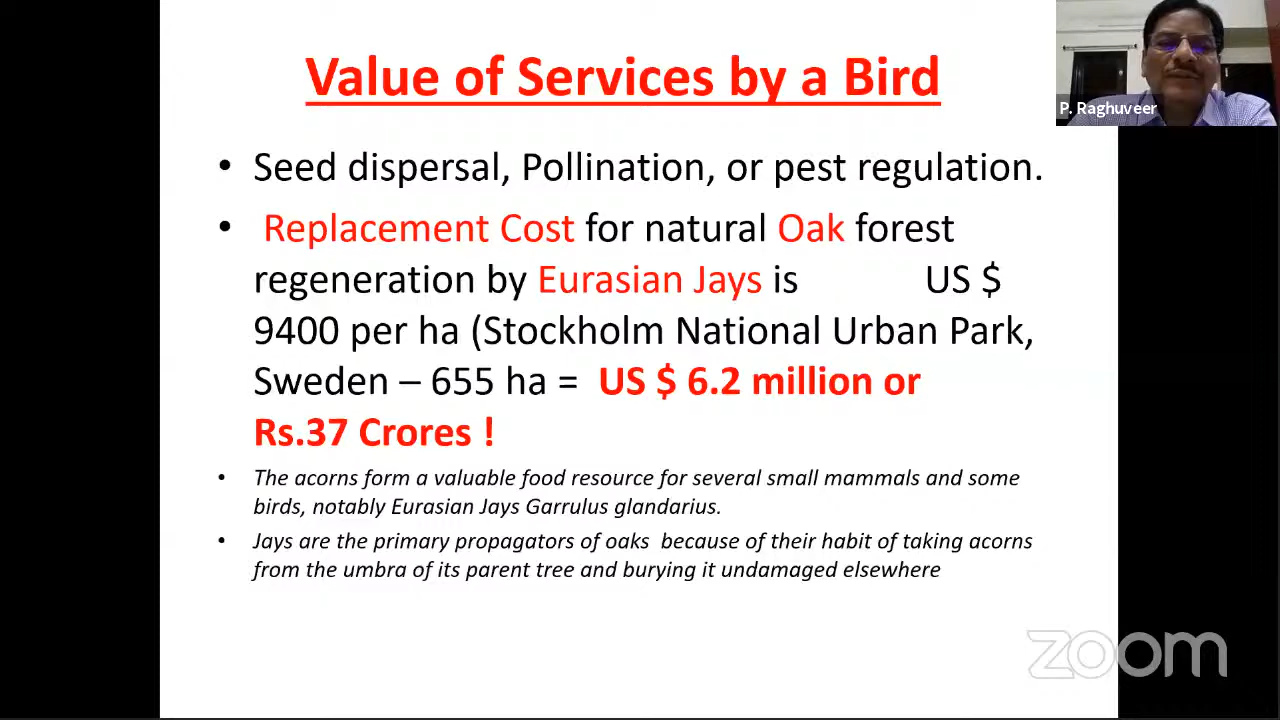 Value of Services by a Bird
P. Raghuveer
• Seed dispersal, Pollination, or pest regulation.
• Replacement Cost for natural Oak forest
regeneration by Eurasian Jays is US $
9400 per ha (Stockholm National Urban Park,
Sweden – 655 ha = US $ 6.2 million or
Rs.37 Crores !
• The acorns form a valuable food resource for several small mammals and some
birds, notably Eurasian Jays Garrulus glandarius.
• Jays are the primary propagators of oaks because of their habit of taking acorns
from the umbra of its parent tree and burying it undamaged elsewhere
zoom